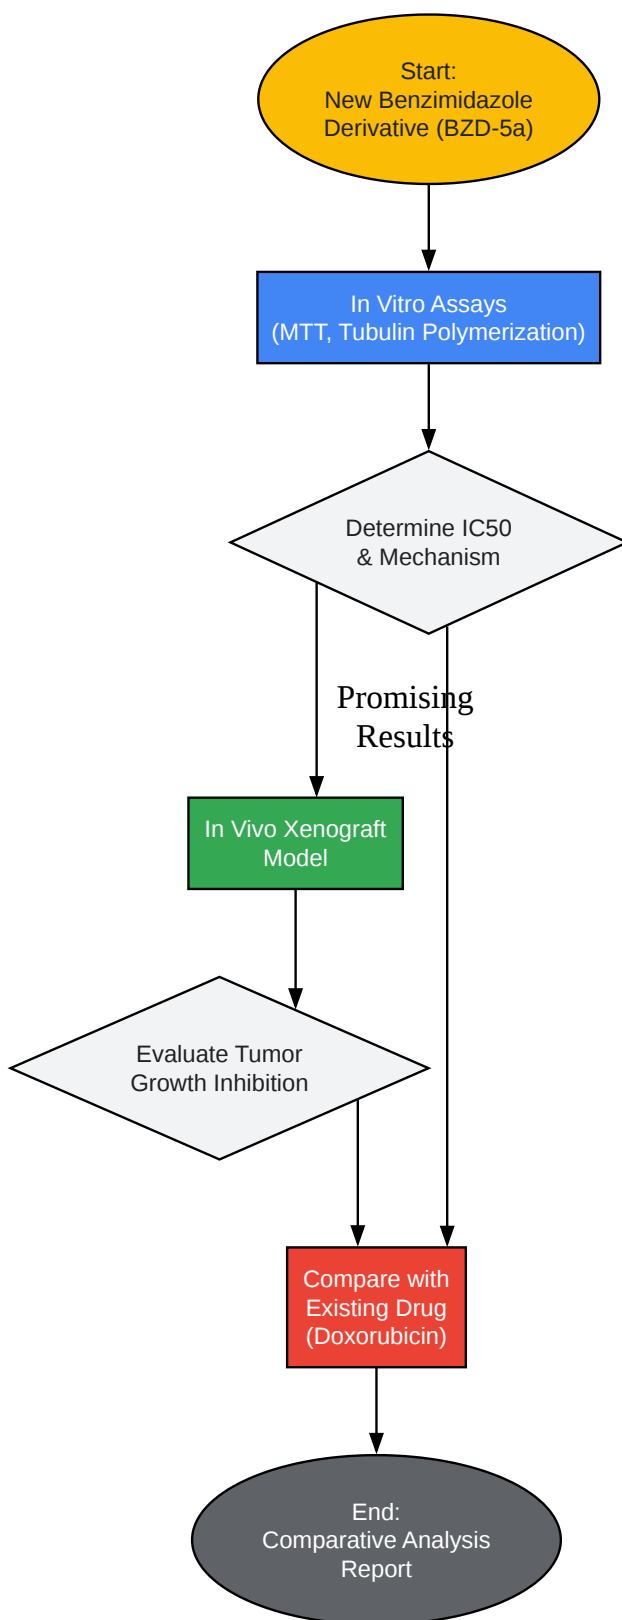 Start:
New Benzimidazole
Derivative (BZD-5a)
In Vitro Assays
(MTT, Tubulin Polymerization)
Determine IC50
& Mechanism
Promising
Results
In Vivo Xenograft
Model
Evaluate Tumor
Growth Inhibition
Compare with
Existing Drug
(Doxorubicin)
End:
Comparative Analysis
Report